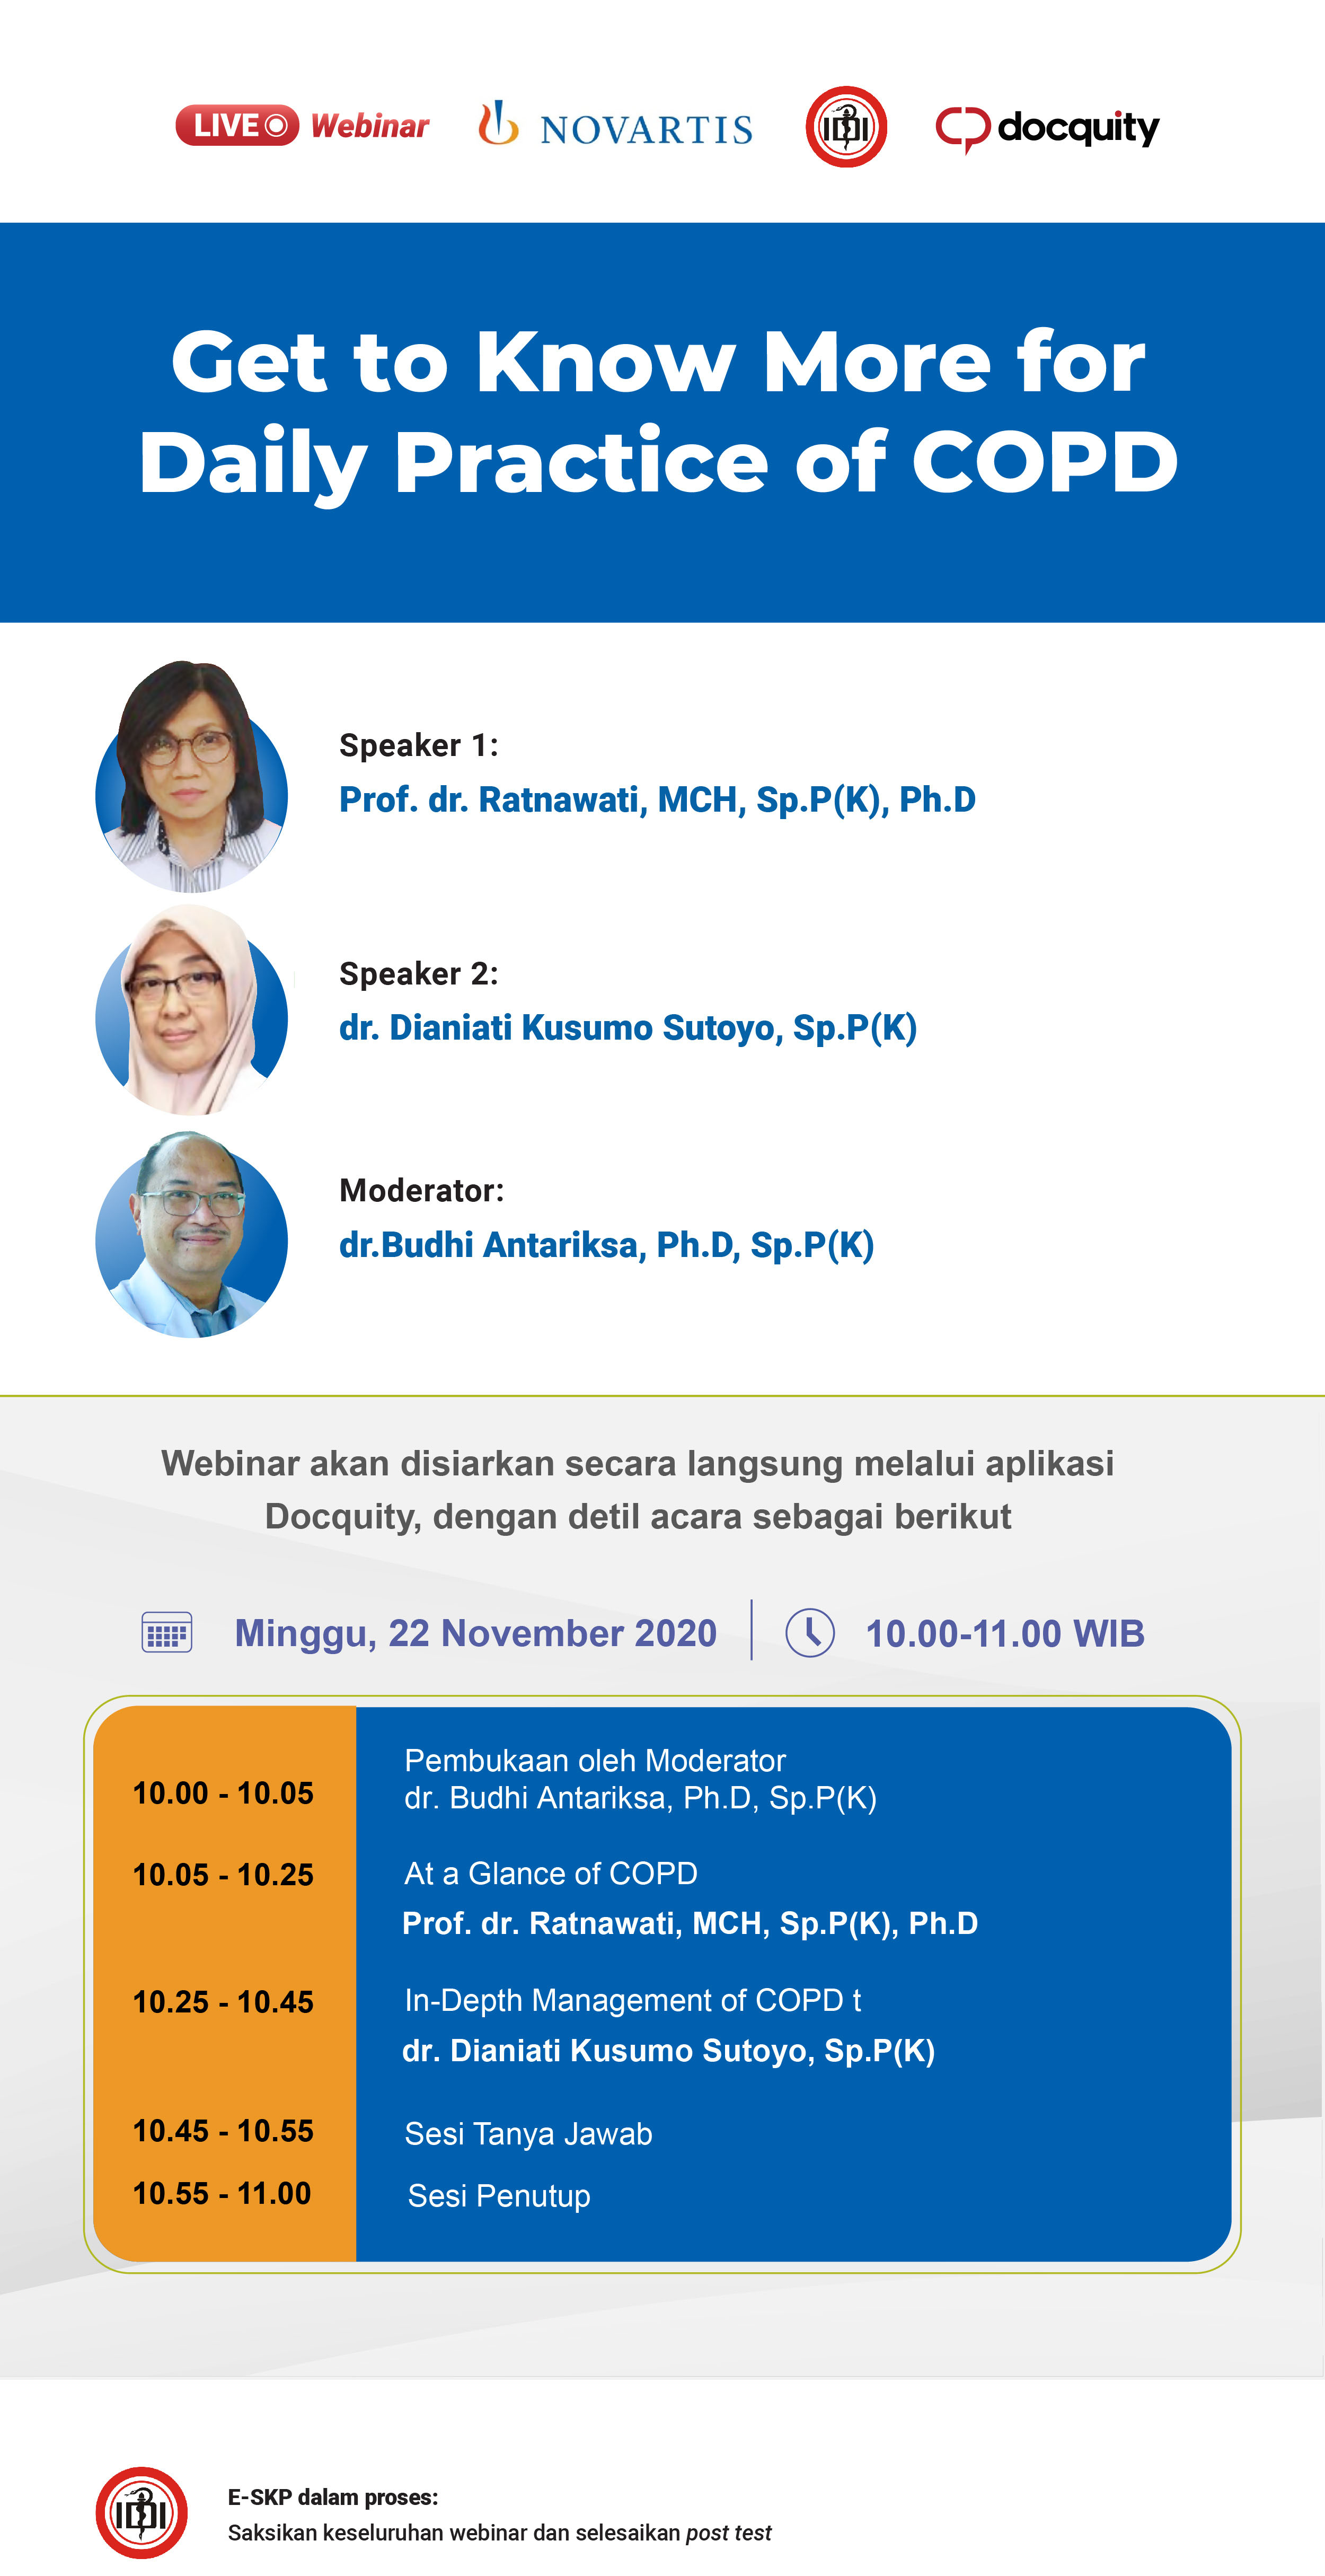 LIVE Webinar NOVARTIS IDI docquity
Get to Know More for
Daily Practice of COPD
Speaker 1:
Prof. dr. Ratnawati, MCH, Sp.P(K), Ph.D
Speaker 2:
dr. Dianiati Kusumo Sutoyo, Sp.P(K)
Moderator:
dr.Budhi Antariksa, Ph.D, Sp.P(K)
Webinar akan disiarkan secara langsung melalui aplikasi
Docquity, dengan detil acara sebagai berikut
Minggu, 22 November 2020 10.00-11.00 WIB
Pembukaan oleh Moderator
10.00 - 10.05 dr. Budhi Antariksa, Ph.D, Sp.P(K)
10.05 - 10.25 At a Glance of COPD
Prof. dr. Ratnawati, MCH, Sp.P(K), Ph.D
10.25 - 10.45 In-Depth Management of COPD t
dr. Dianiati Kusumo Sutoyo, Sp.P(K)
10.45 - 10.55 Sesi Tanya Jawab
10.55 - 11.00 Sesi Penutup
IDI
E-SKP dalam proses:
Saksikan keseluruhan webinar dan selesaikan post test